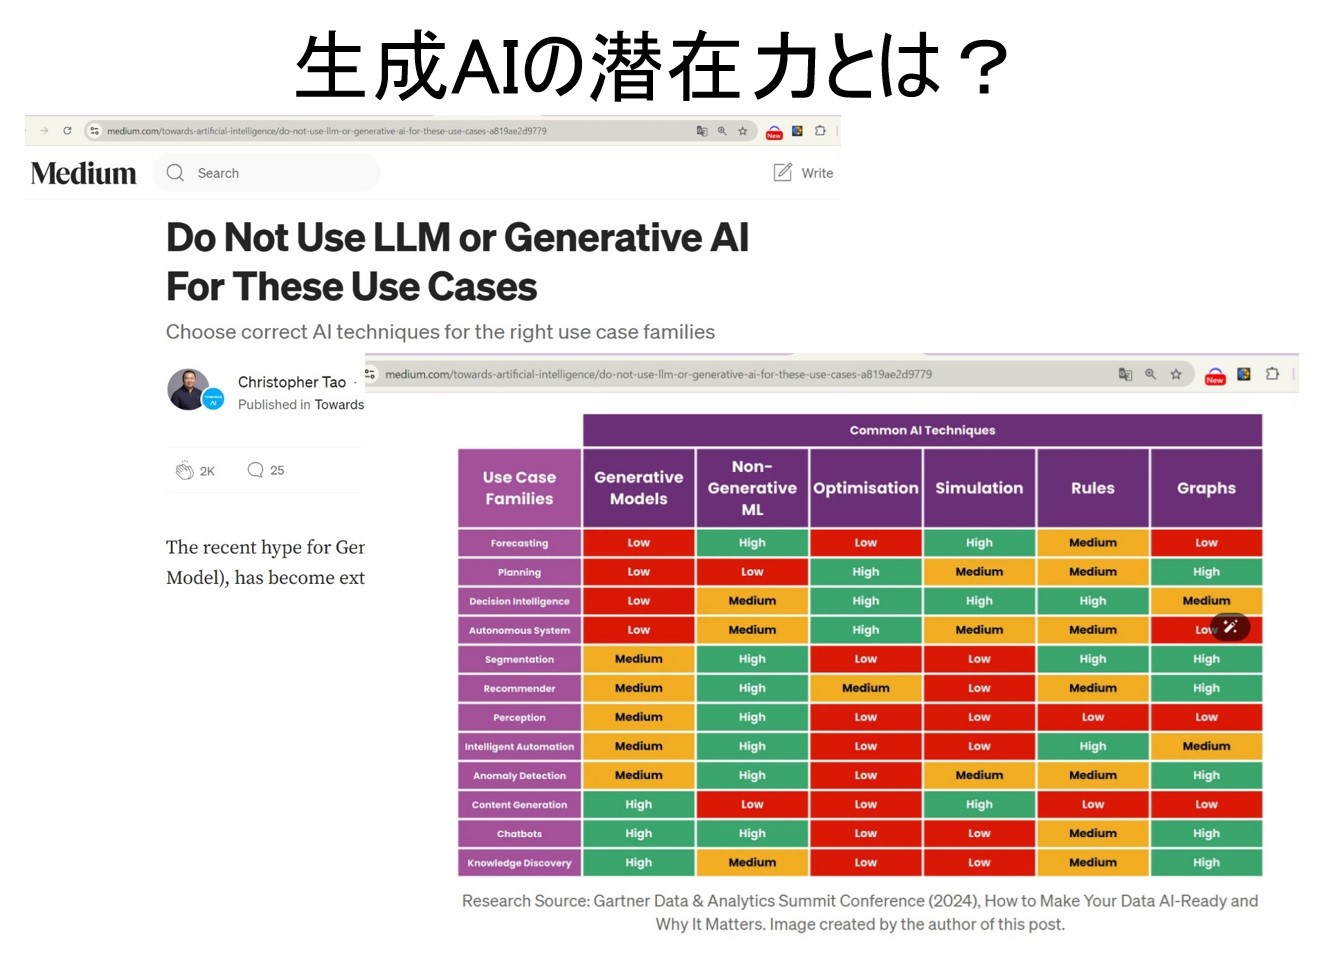 生成AIの潜在力とは？
medium.com/towards-artificial-intelligence/do-not-use-llm-or-generative-ai-for-these-use-cases-a819ae2d9779
New
Medium
Search
Write
Do Not Use LLM or Generative AI
For These Use Cases
Choose correct AI techniques for the right use case families
Christopher Tao ·
Published in Towards
2K
25
The recent hype for Ger
Model), has become ext
medium.com/towards-artificial-intelligence/do-not-use-llm-or-generative-ai-for-these-use-cases-a819ae2d9779
New
Common AI Techniques
Use Case Families Generative Models Non-Generative ML Optimisation Simulation Rules Graphs
Forecasting Low High Low High Medium Low
Planning Low Low High Medium Medium High
Decision Intelligence Low Medium High High High Medium
Autonomous System Low Medium High Medium Medium Low
Segmentation Medium High Low Low High High
Recommender Medium High Medium Low Medium High
Perception Medium High Low Low Low Low
Intelligent Automation Medium High Low Low High Medium
Anomaly Detection Medium High Low Medium Medium High
Content Generation High Low Low High Low Low
Chatbots High High Low Low Medium High
Knowledge Discovery High Medium Low Low Medium High
Research Source: Gartner Data & Analytics Summit Conference (2024), How to Make Your Data AI-Ready and
Why It Matters. Image created by the author of this post.